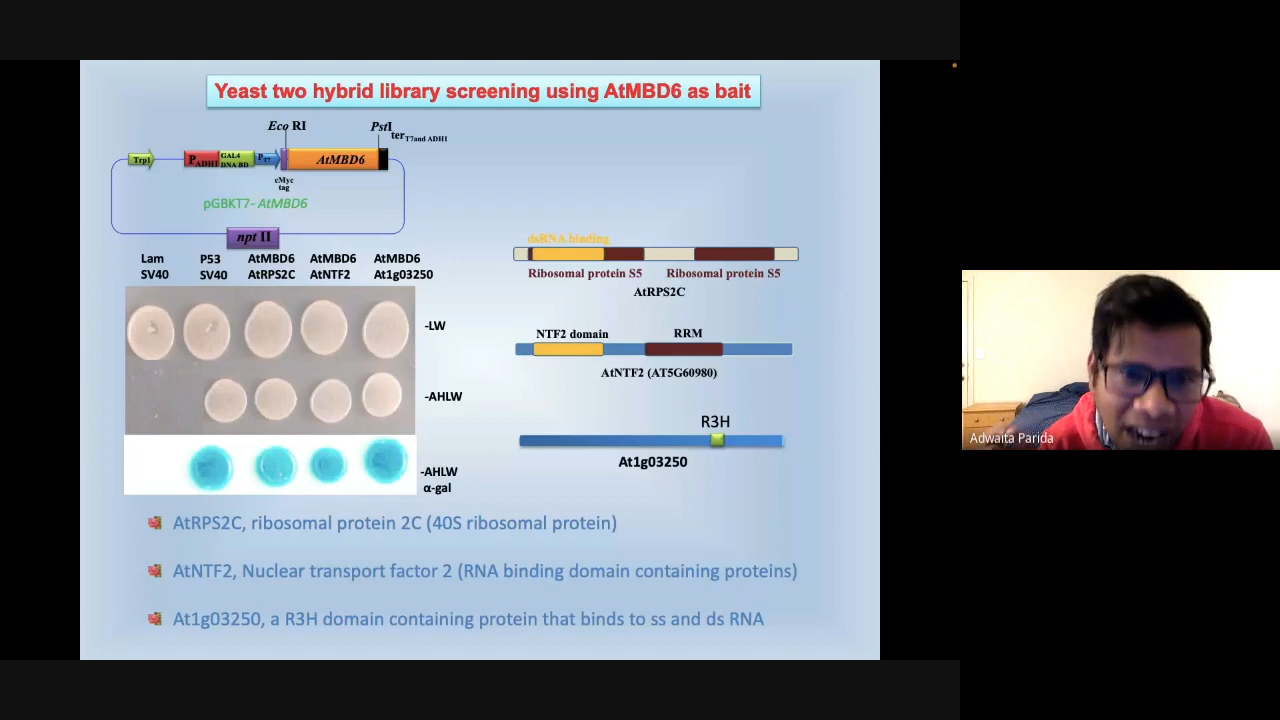 Yeast two hybrid library screening using AtMBD6 as bait
Eco RI
PstI
ter T7and ADH1
Trp1
PADH1
GAL4
DNA BD
PT7
AtMBD6
cMyc
tag
pGBKT7- AtMBD6
npt II
Lam
SV40
P53
SV40
AtMBD6
AtRPS2C
AtMBD6
AtNTF2
AtMBD6
At1g03250
-LW
-AHLW
-AHLW
α-gal
dsRNA binding
Ribosomal protein S5
Ribosomal protein S5
AtRPS2C
NTF2 domain
RRM
AtNTF2 (AT5G60980)
R3H
At1g03250
AtRPS2C, ribosomal protein 2C (40S ribosomal protein)
AtNTF2, Nuclear transport factor 2 (RNA binding domain containing proteins)
At1g03250, a R3H domain containing protein that binds to ss and ds RNA
Adwaita Parida